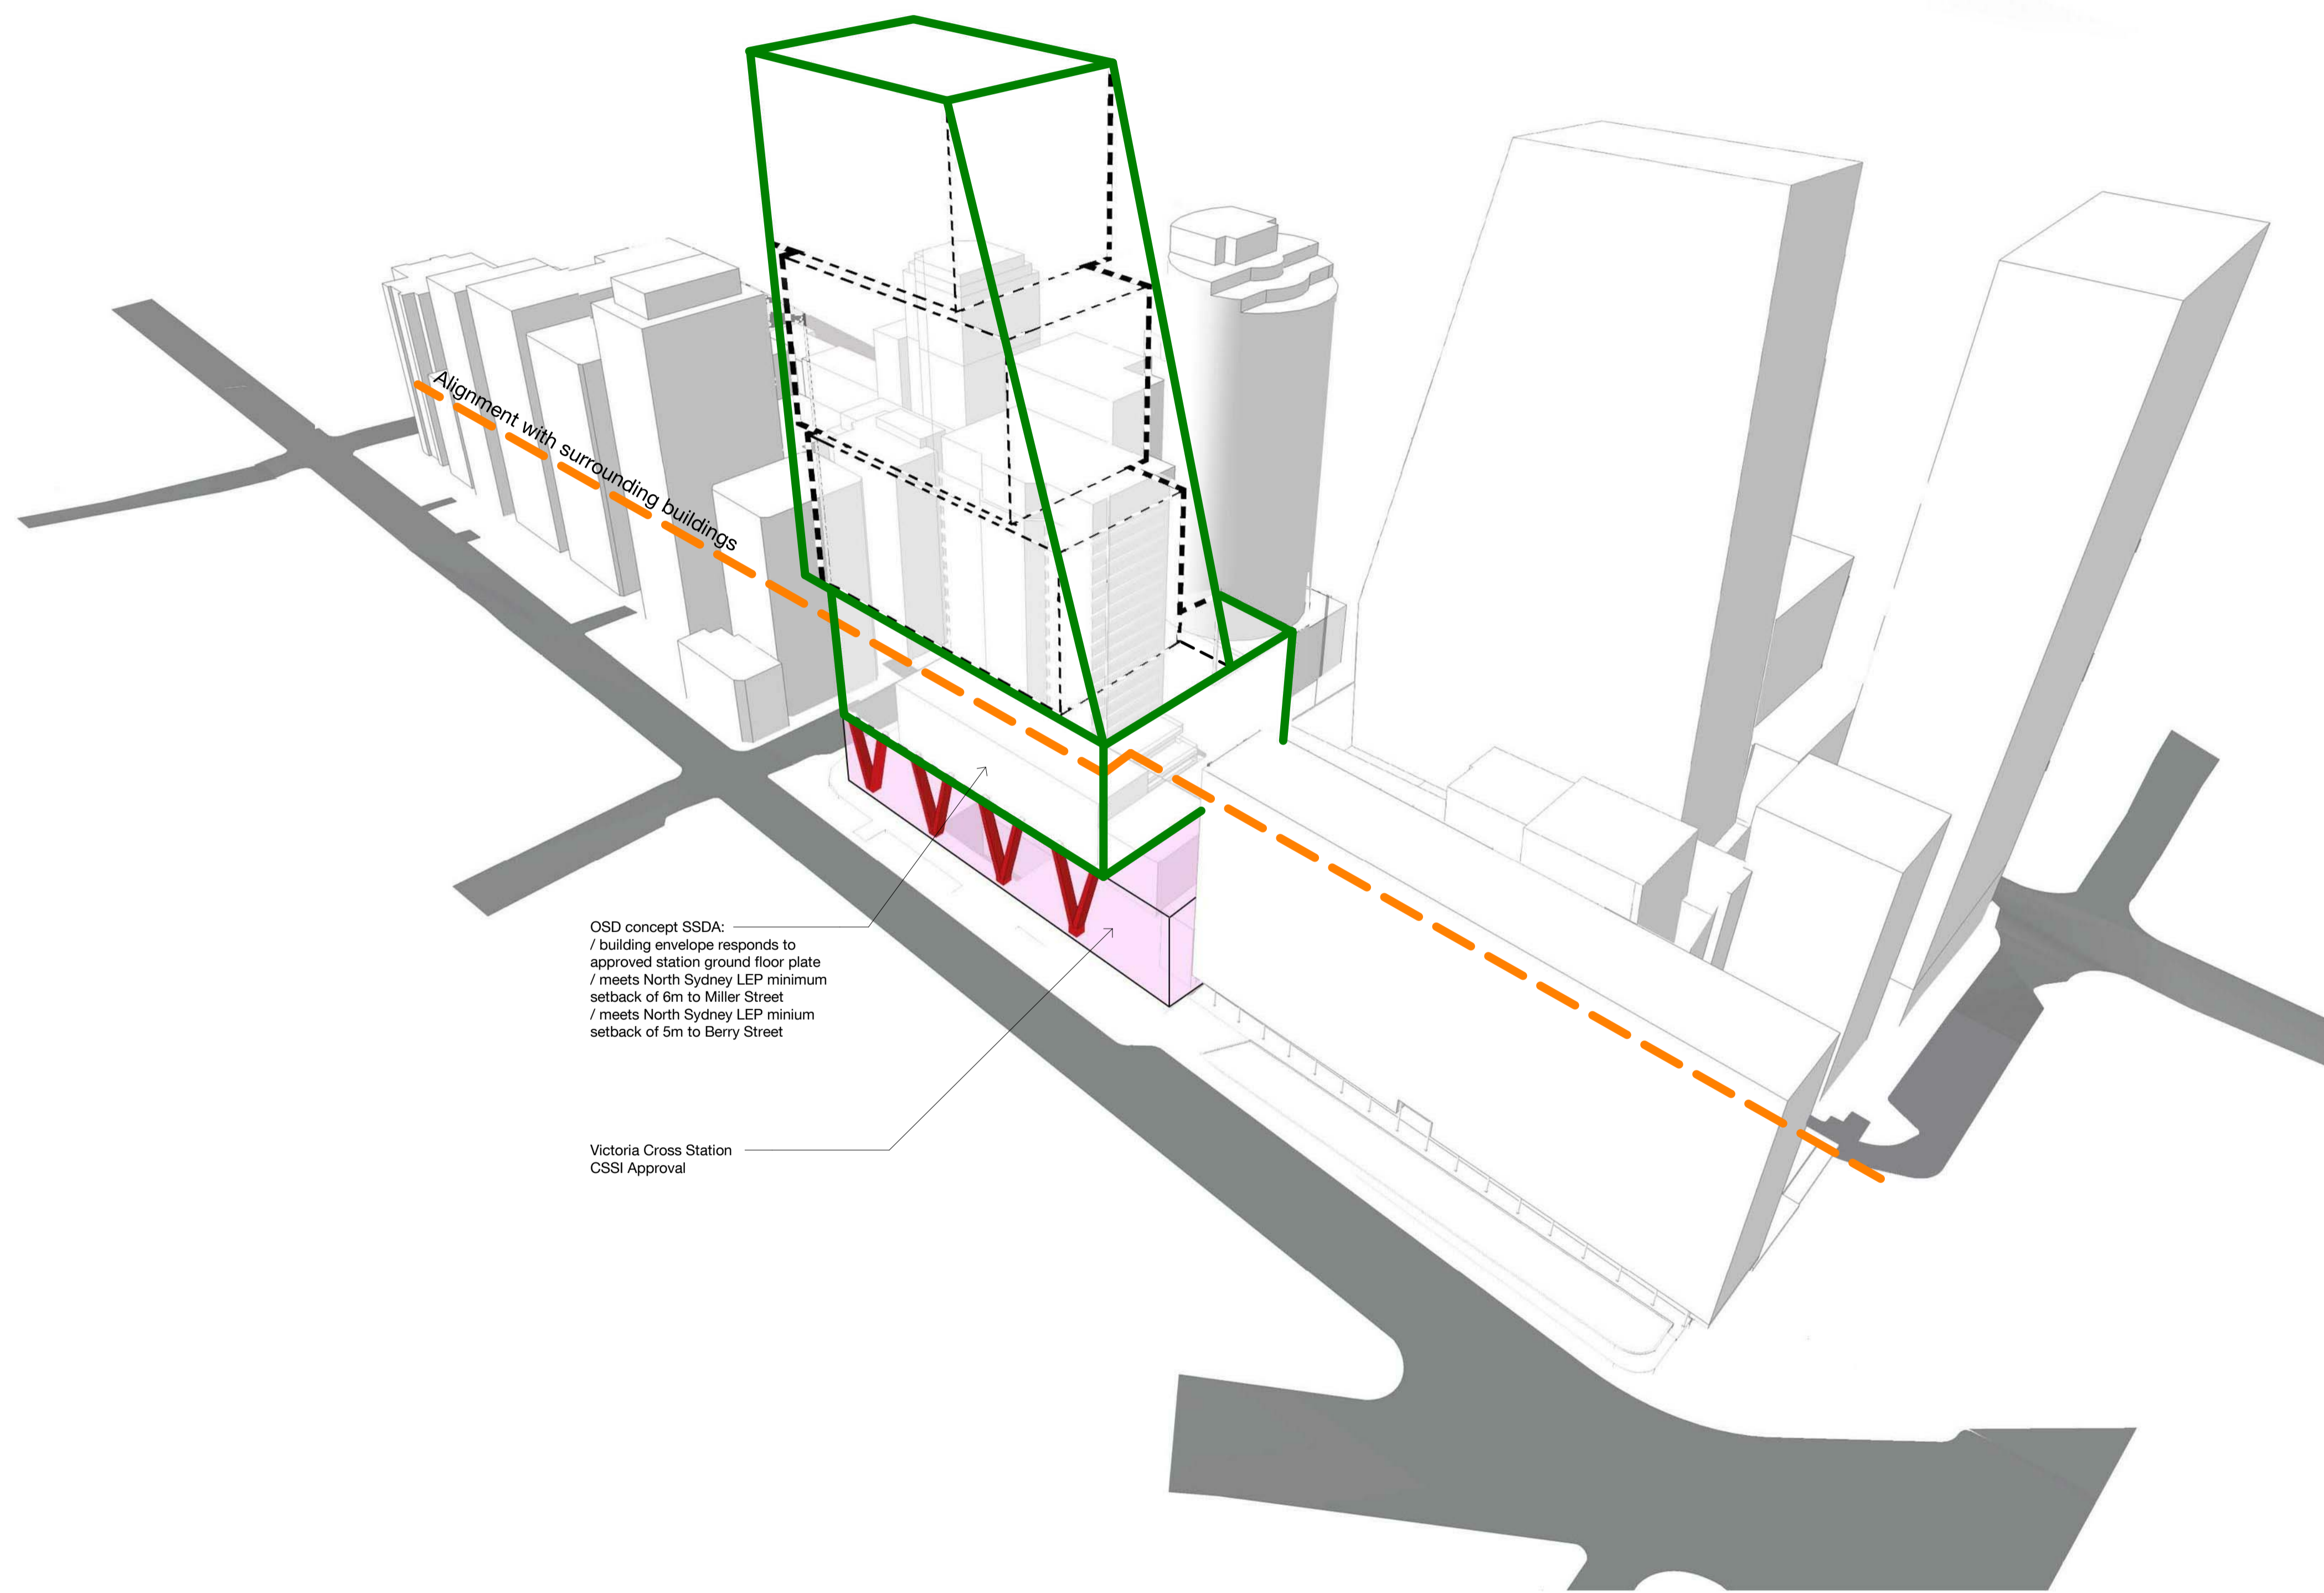 Alignment with surrounding buildings
OSD concept SSDA:
/ building envelope responds to
approved station ground floor plate
/ meets North Sydney LEP minimum
setback of 6m to Miller Street
/ meets North Sydney LEP minium
setback of 5m to Berry Street
Victoria Cross Station
CSSI Approval